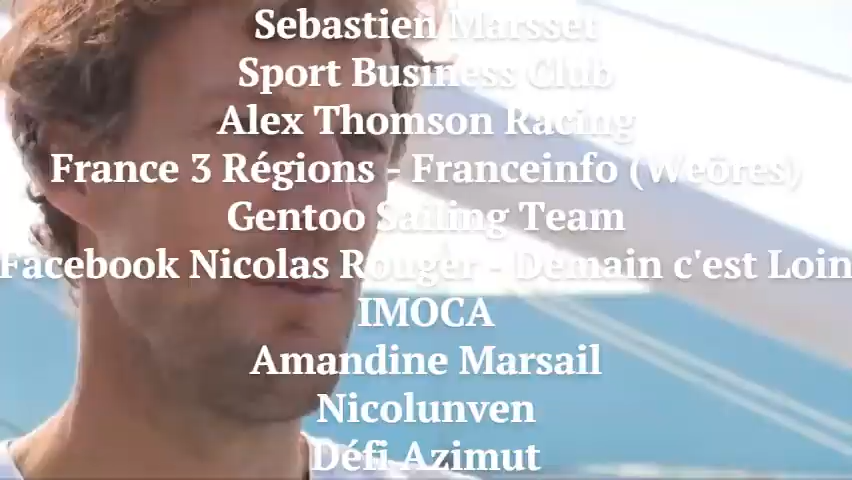 Sebastien Marsset
Sport Business Club
Alex Thomson Racing
France 3 Régions - Franceinfo (Weōres)
Gentoo Sailing Team
Facebook Nicolas Rouger - Demain c'est Loin
IMOCA
Amandine Marsail
Nicolunven
Défi Azimut